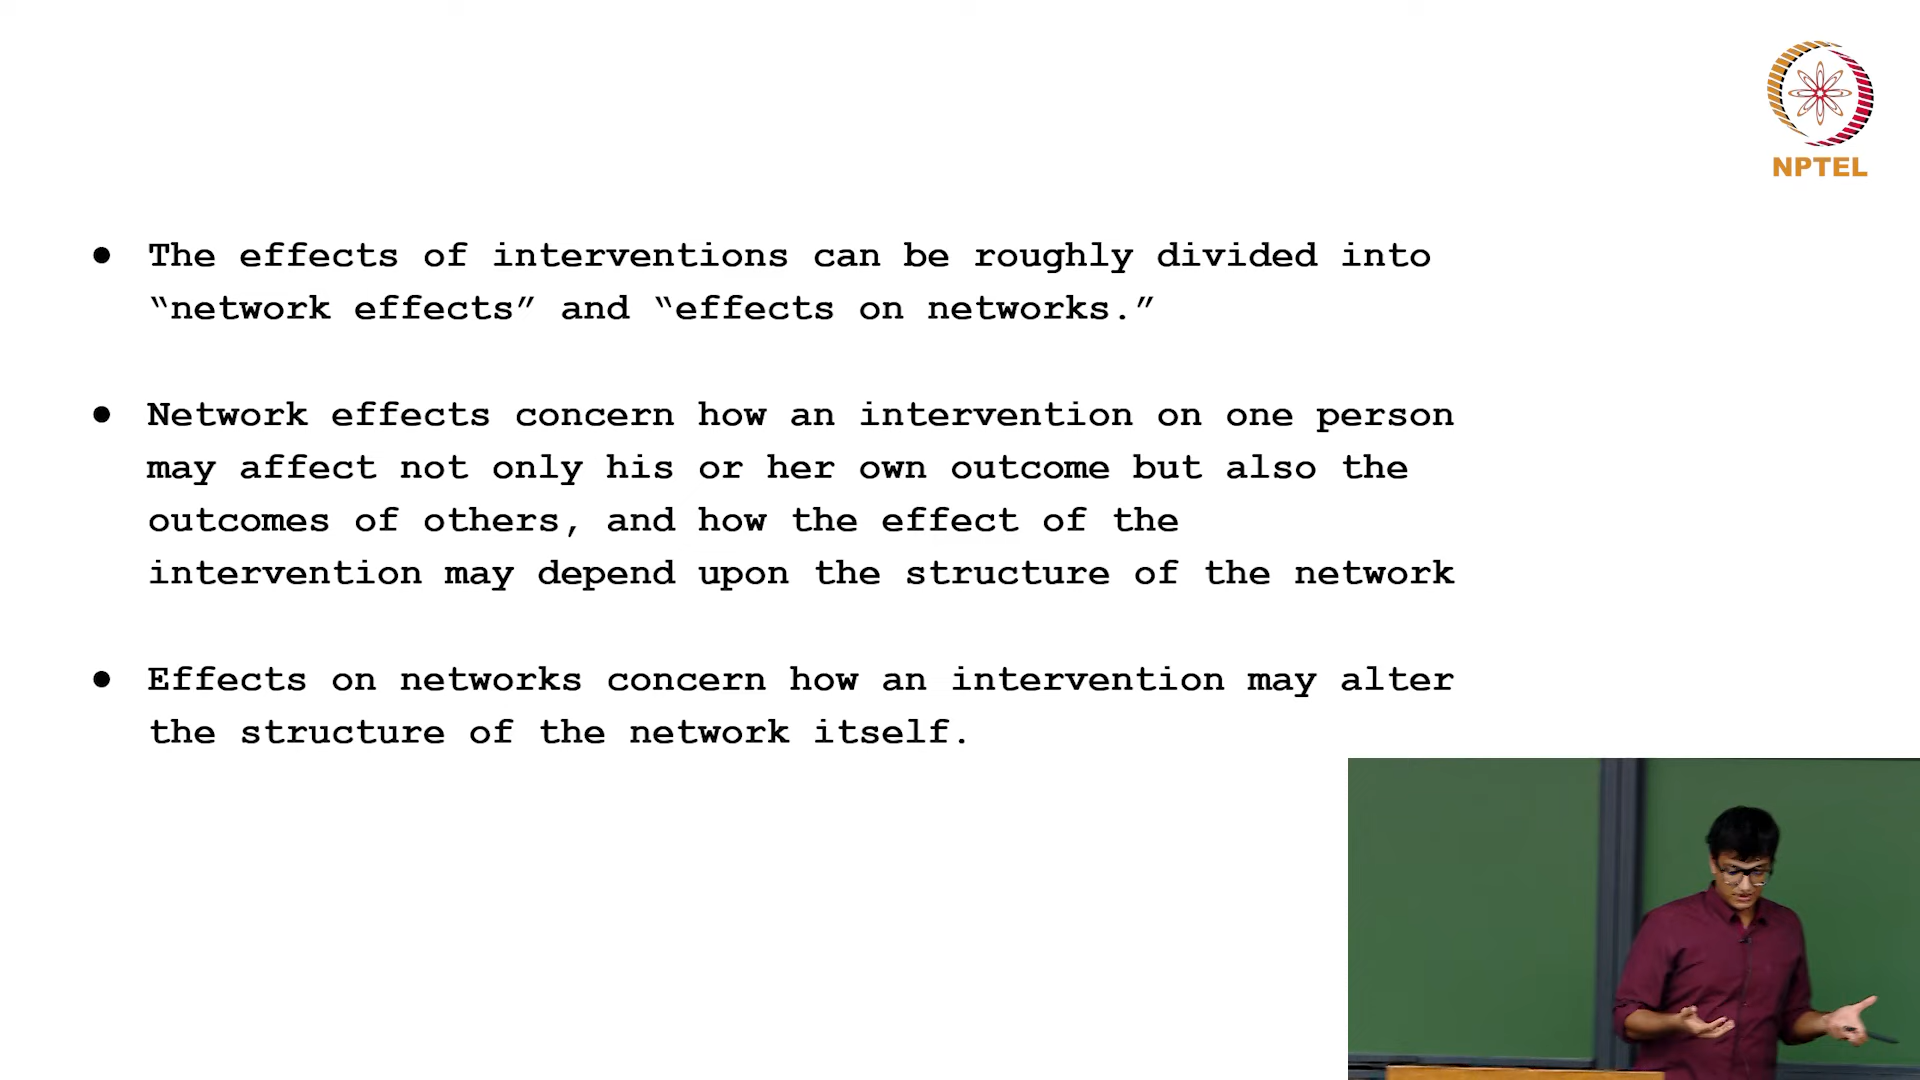 NPTEL
● The effects of interventions can be roughly divided into
“network effects” and “effects on networks.”
● Network effects concern how an intervention on one person
may affect not only his or her own outcome but also the
outcomes of others, and how the effect of the
intervention may depend upon the structure of the network
● Effects on networks concern how an intervention may alter
the structure of the network itself.